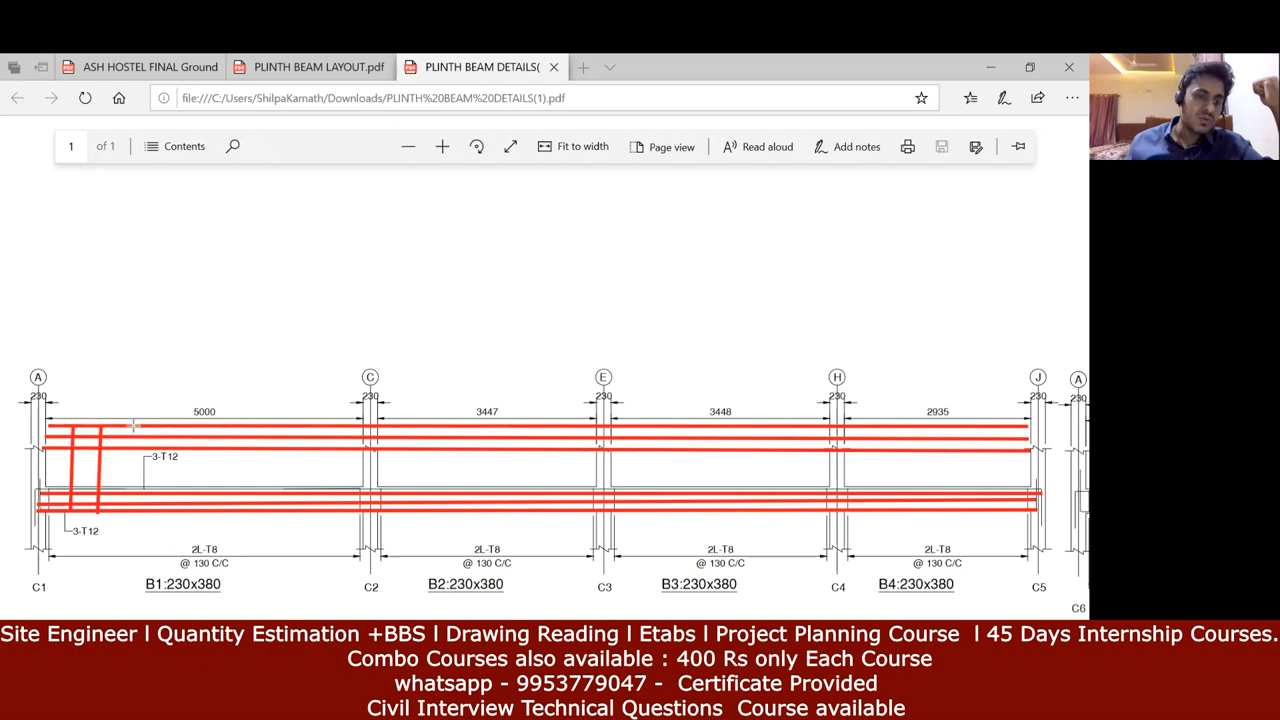 ASH HOSTEL FINAL Ground
PLINTH BEAM LAYOUT.pdf
PLINTH BEAM DETAILS(
file:///C:/Users/ShilpaKamath/Downloads/PLINTH%20BEAM%20DETAILS(1).pdf
1 of 1
Contents
Fit to width
Page view
Read aloud
Add notes
A C E H J A
230 230 230 230 230 230
5000 3447 3448 2935
3-T12
3-T12
2L-T8 2L-T8 2L-T8 2L-T8
@ 130 C/C @ 130 C/C @ 130 C/C @ 130 C/C
C1 B1:230x380 C2 B2:230x380 C3 B3:230x380 C4 B4:230x380 C5
C6
Site Engineer l Quantity Estimation +BBS l Drawing Reading l Etabs l Project Planning Course l 45 Days Internship Courses.
Combo Courses also available : 400 Rs only Each Course
whatsapp - 9953779047 - Certificate Provided
Civil Interview Technical Questions Course available